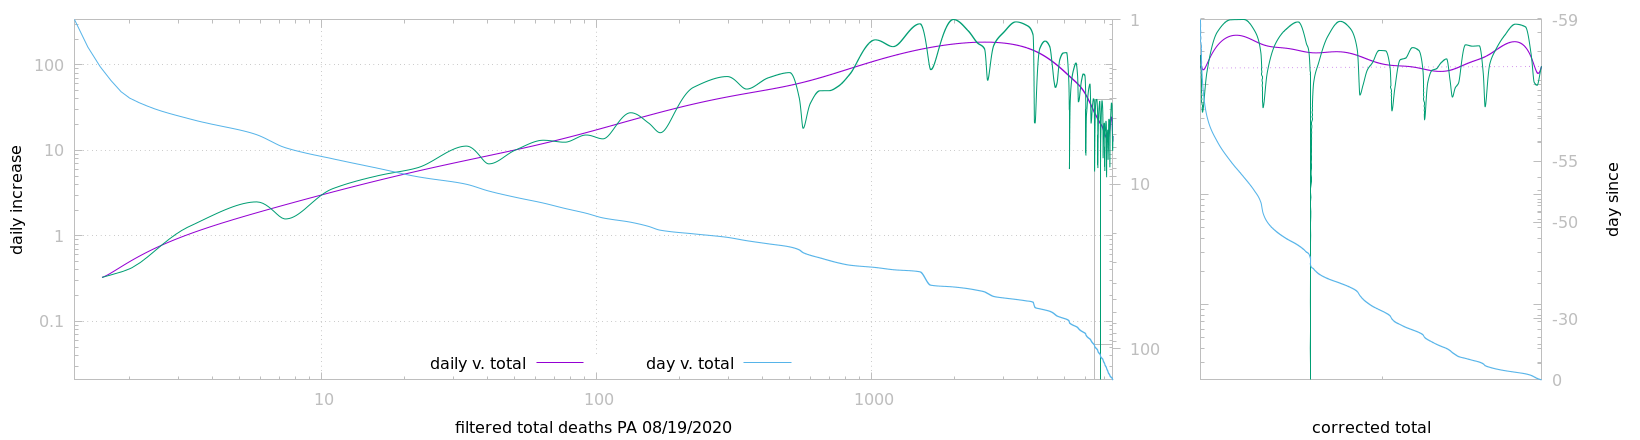 daily increase
100
10
1
0.1
daily v. total
day v. total
10
100
1000
filtered total deaths PA 08/19/2020
1
10
100
-59
-55
-50
-30
0
day since
corrected total